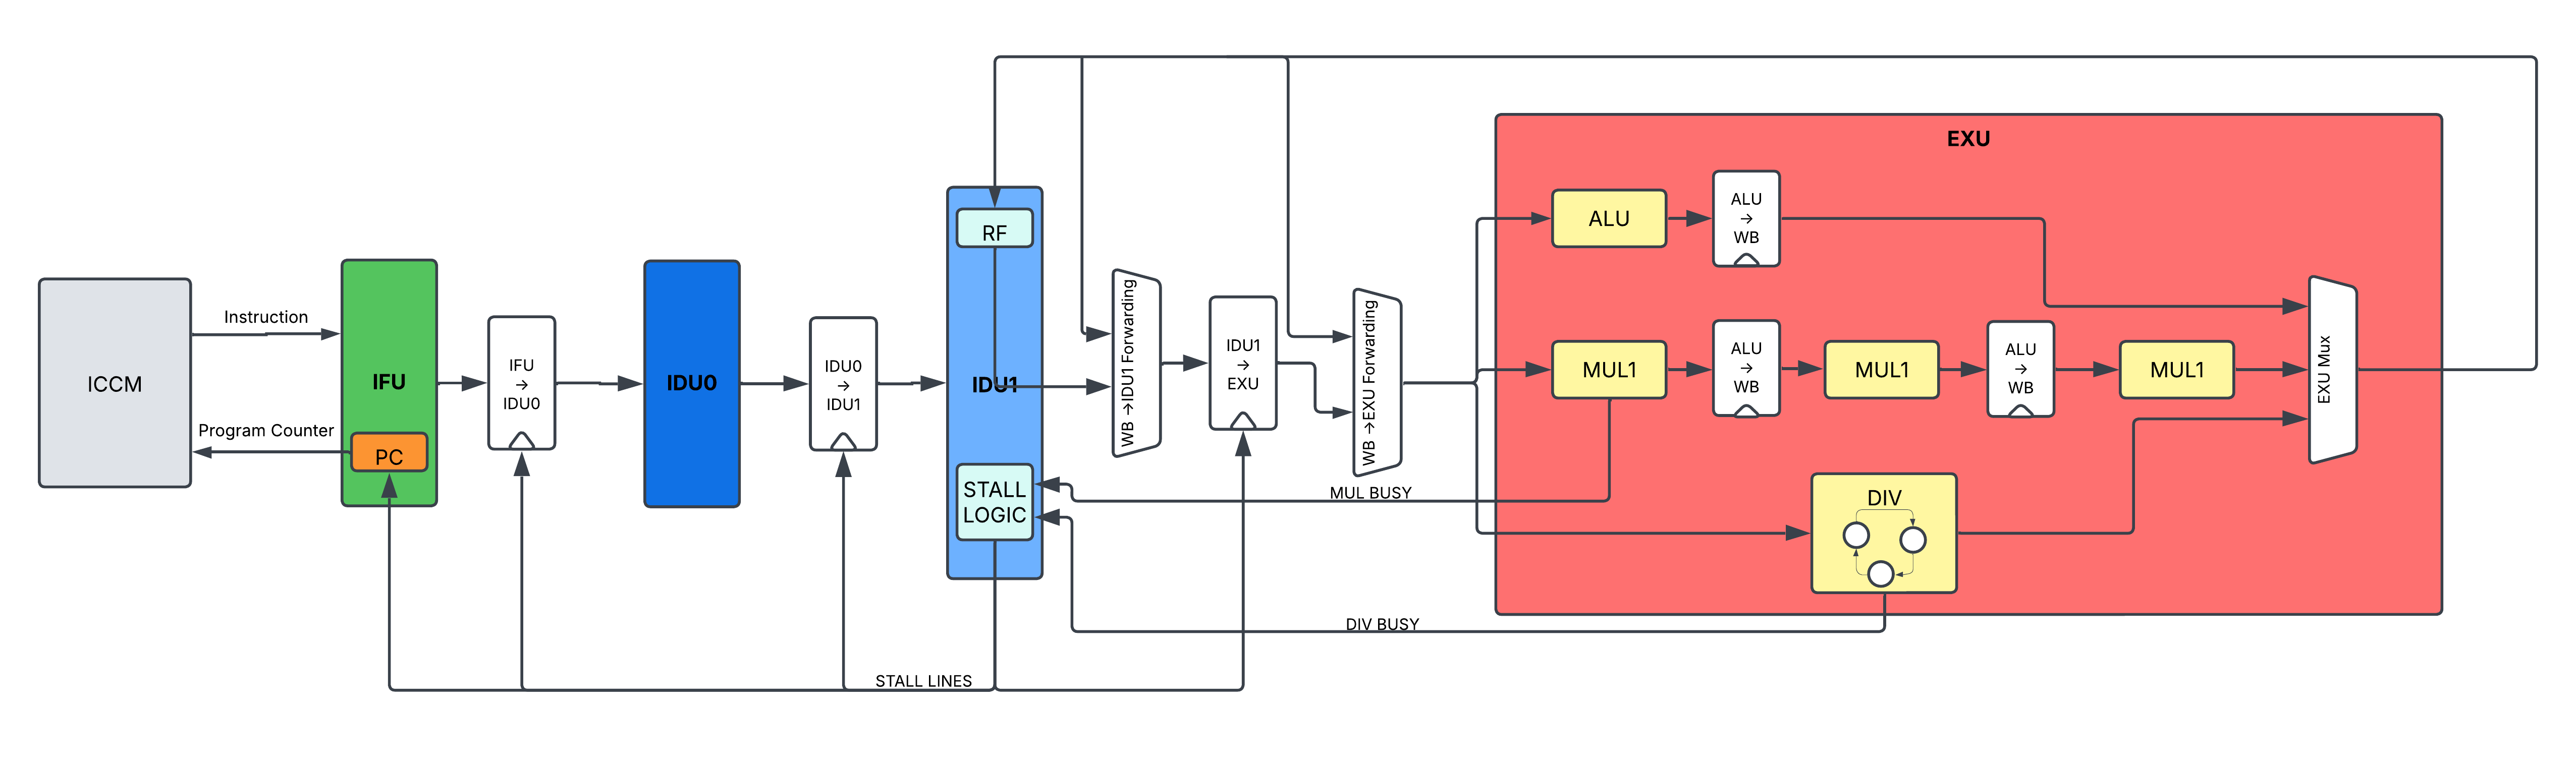 EXU
ALU
ALU
→
WB
RF
Instruction
ICCM
Program Counter
IFU
PC
IFU
→
IDU0
IDU0
IDU0
→
IDU1
IDU1
STALL
LOGIC
WB →IDU1 Forwarding
IDU1
→
EXU
WB →EXU Forwarding
MUL1
ALU
→
WB
MUL1
ALU
→
WB
MUL1
EXU Mux
MUL BUSY
DIV
DIV BUSY
STALL LINES